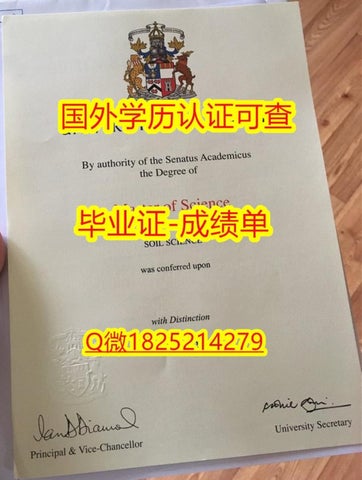 国外学历认证可查
By authority of the Senatus Academicus
the Degree of
of Science
毕业证-成绩单
SOIL SCIENCE
was conferred upon
with Distinction
Q微1825214279
Principal & Vice-Chancellor
University Secretary